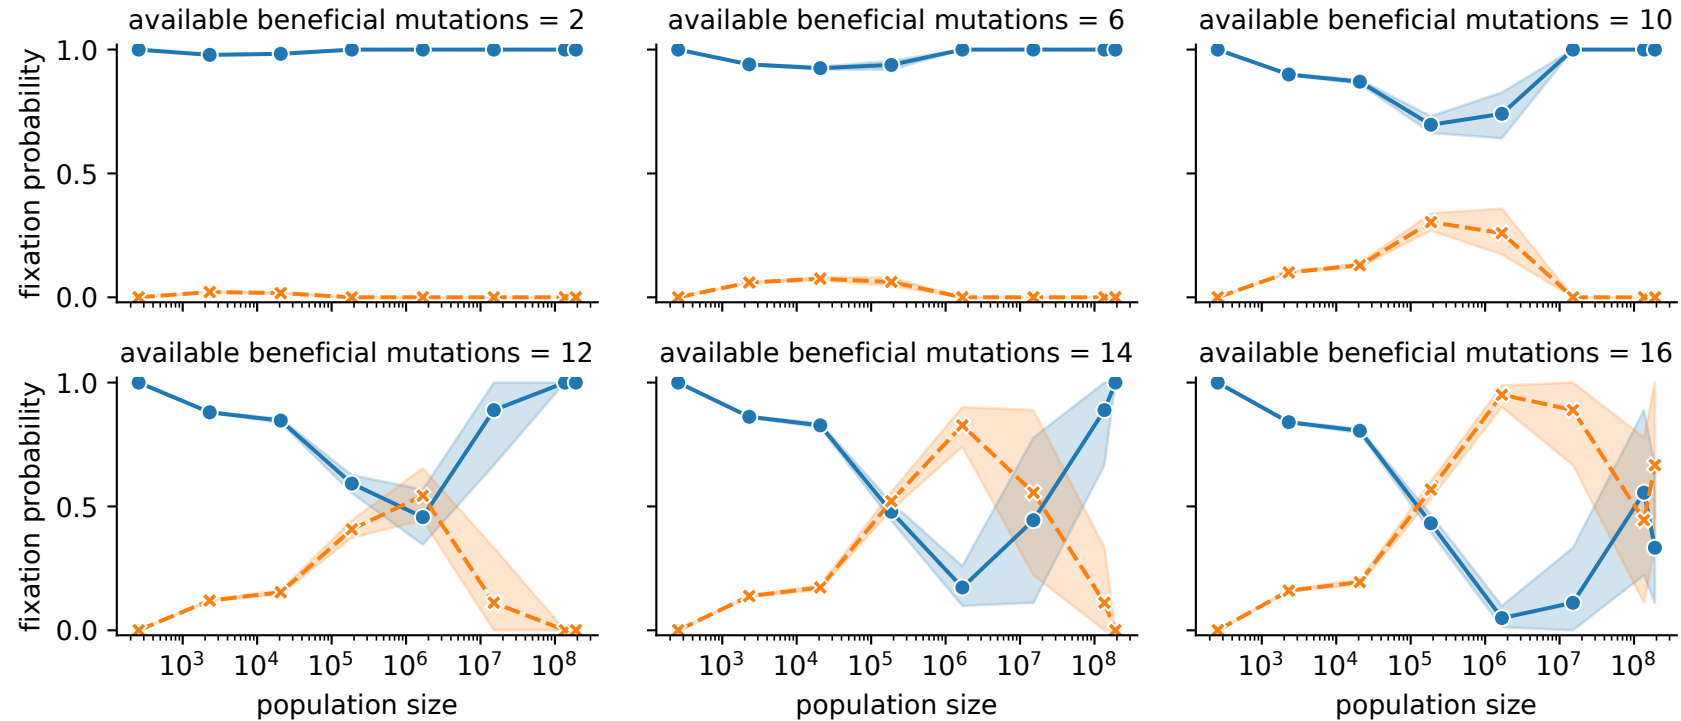 available beneficial mutations = 2
available beneficial mutations = 6
available beneficial mutations = 10
fixation probability
1.0
0.5
0.0
available beneficial mutations = 12
available beneficial mutations = 14
available beneficial mutations = 16
fixation probability
1.0
0.5
0.0
10³ 10⁴ 10⁵ 10⁶ 10⁷ 10⁸
10³ 10⁴ 10⁵ 10⁶ 10⁷ 10⁸
10³ 10⁴ 10⁵ 10⁶ 10⁷ 10⁸
population size
population size
population size